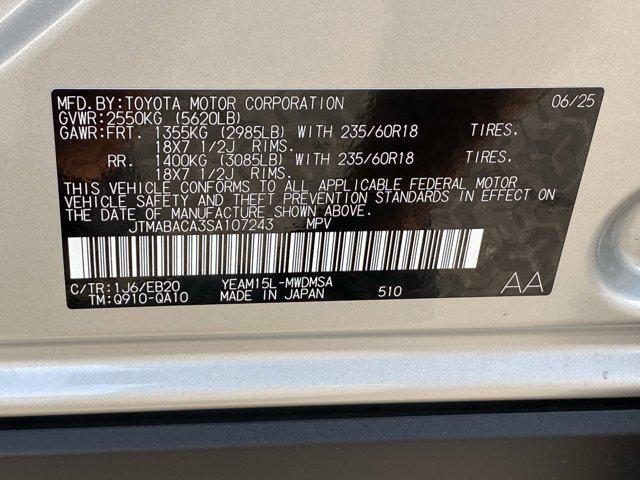 MFD.BY:TOYOTA MOTOR CORPORATION 06/25
GVWR:2550KG (5620LB)
GAWR:FRT. 1355KG (2985LB) WITH 235/60R18 TIRES.
18X7 1/2J RIMS.
RR. 1400KG (3085LB) WITH 235/60R18 TIRES.
18X7 1/2J RIMS.
THIS VEHICLE CONFORMS TO ALL APPLICABLE FEDERAL MOTOR
VEHICLE SAFETY AND THEFT PREVENTION STANDARDS IN EFFECT ON
THE DATE OF MANUFACTURE SHOWN ABOVE.
JTMABACA3SA107243 MPV
C/TR:1J6/EB20 YEAM15L-MWDMSA
TM:Q910-QA10 MADE IN JAPAN 510 AA